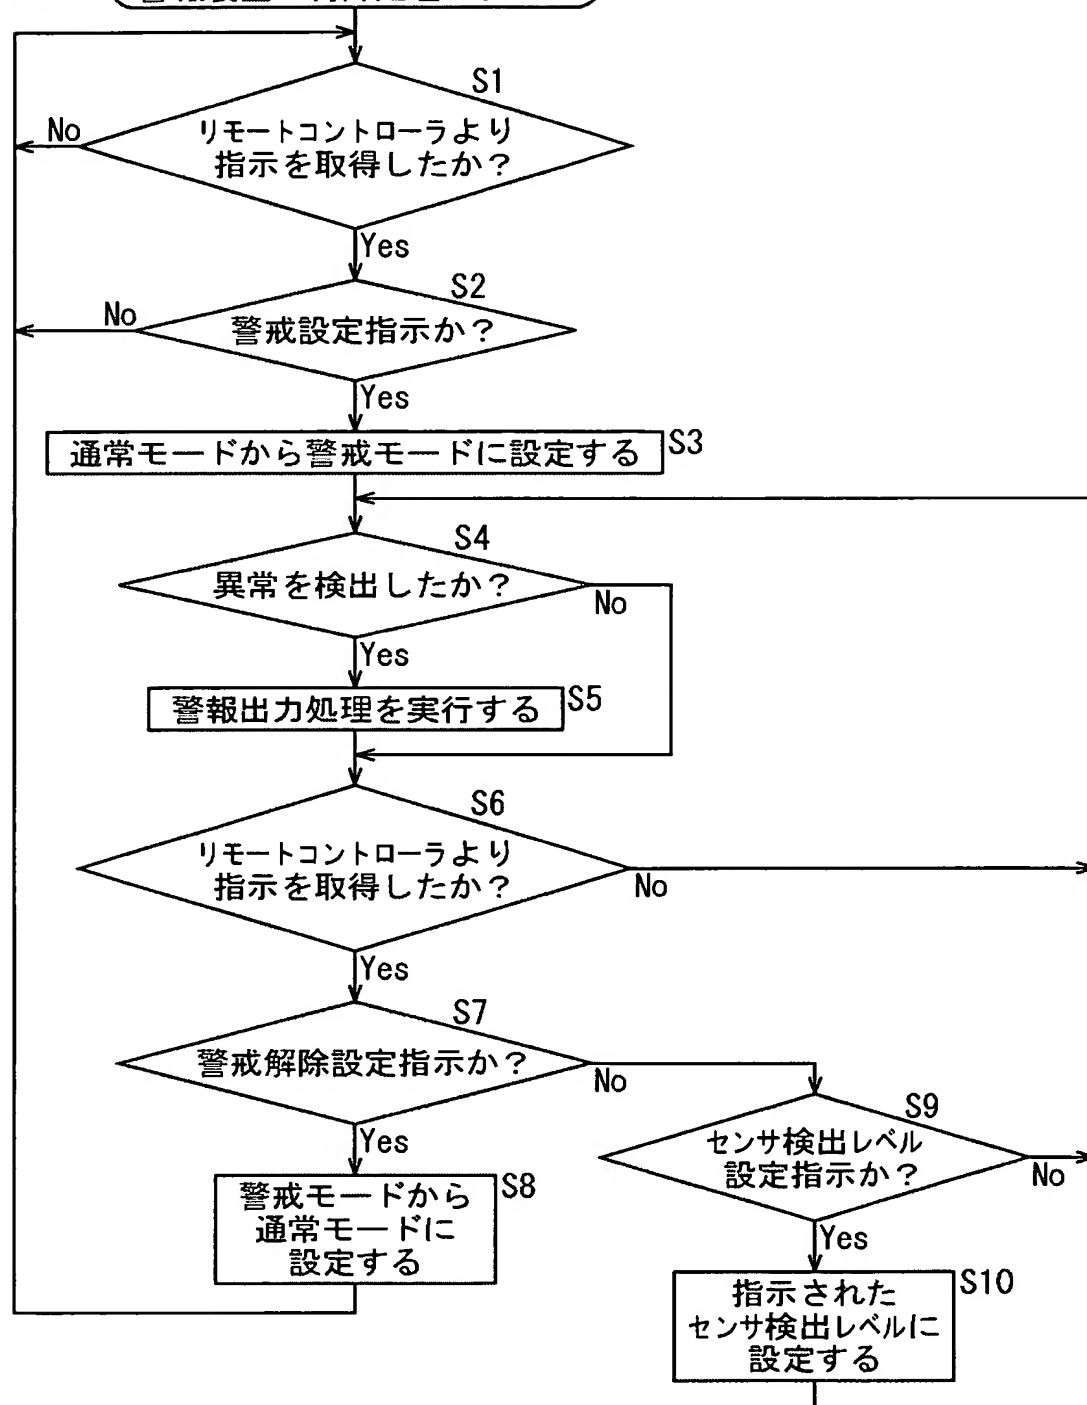 S1
リモートコントローラより
指示を取得したか？
No
Yes
S2
警戒設定指示か？
No
Yes
通常モードから警戒モードに設定する
S3
S4
異常を検出したか？
No
Yes
警報出力処理を実行する
S5
S6
リモートコントローラより
指示を取得したか？
No
Yes
S7
警戒解除設定指示か？
No
Yes
S9
センサ検出レベル
設定指示か？
No
Yes
警戒モードから
通常モードに
設定する
S8
指示された
センサ検出レベルに
設定する
S10